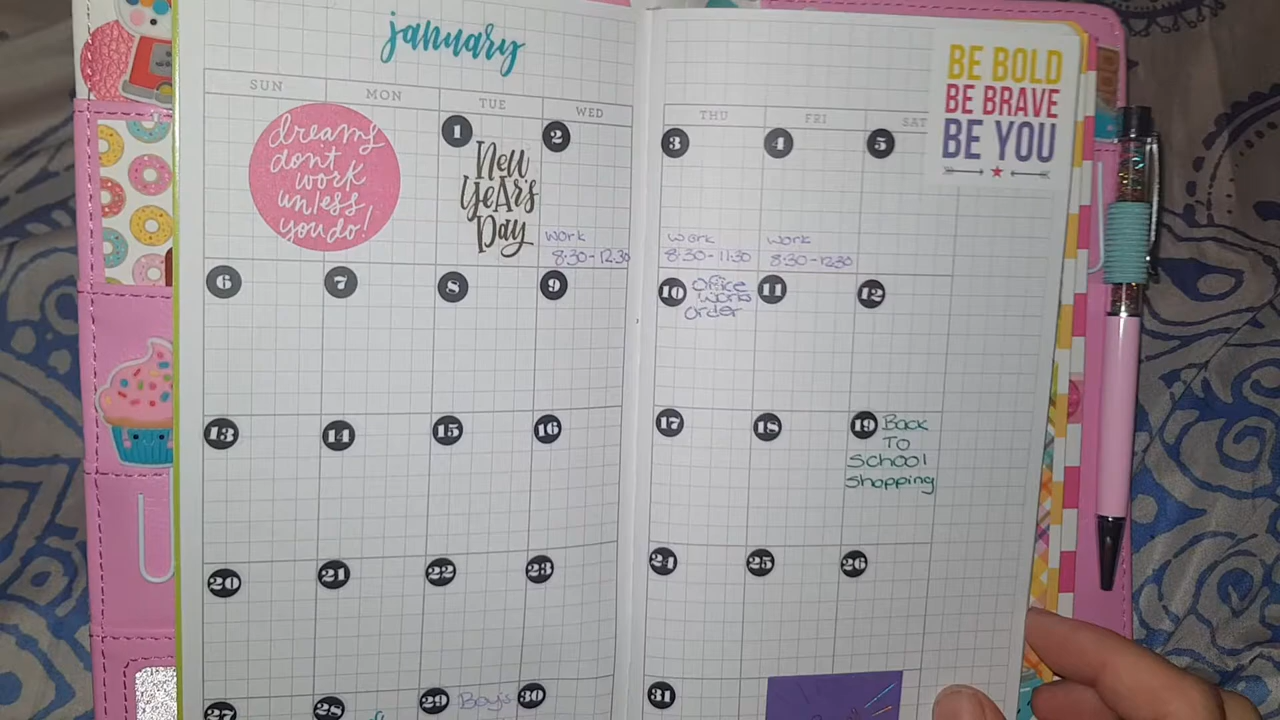 january
BE BOLD
BE BRAVE
BE YOU
SUN MON TUE WED THU FRI SAT
1 2 3 4 5
dreams
don't
work
unless
you do!
New
Year's
Day
work
8:30-12:30
work
8:30-11:30
work
8:30-12:30
6 7 8 9 10 11 12
Office
Works
Order
13 14 15 16 17 18 19
Back
To
School
Shopping
20 21 22 23 24 25 26
27 28 29 30 31
Boy's